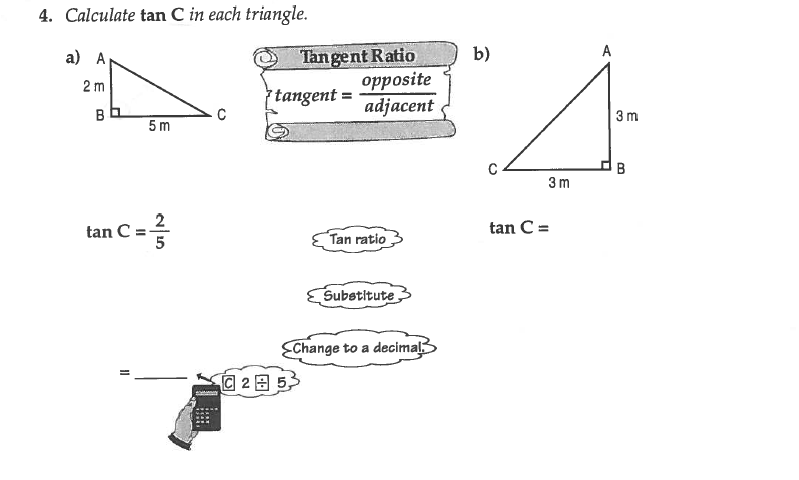 4. Calculate tan C in each triangle.
a) A
2 m
B
5 m
C
Tangent Ratio
tangent = opposite / adjacent
b)
A
3 m
C
B
3 m
tan C = 2/5
Tan ratio
tan C =
Substitute
Change to a decimal.
= ______
C 2 ÷ 5